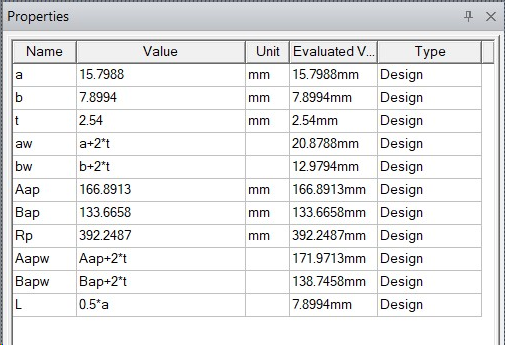 Properties
Name Value Unit Evaluated V... Type
a 15.7988 mm 15.7988mm Design
b 7.8994 mm 7.8994mm Design
t 2.54 mm 2.54mm Design
aw a+2*t 20.8788mm Design
bw b+2*t 12.9794mm Design
Aap 166.8913 mm 166.8913mm Design
Bap 133.6658 mm 133.6658mm Design
Rp 392.2487 mm 392.2487mm Design
Aapw Aap+2*t 171.9713mm Design
Bapw Bap+2*t 138.7458mm Design
L 0.5*a 7.8994mm Design